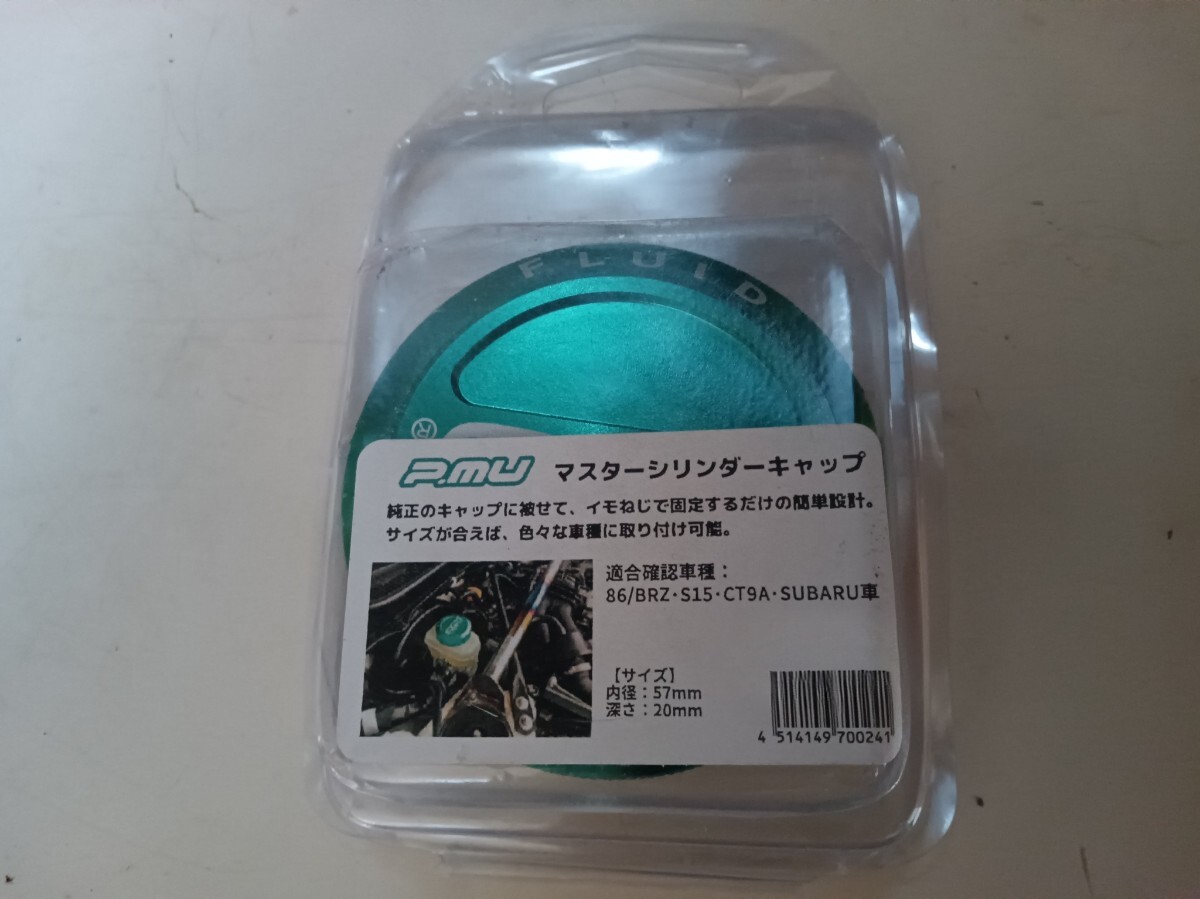 FLUID
®
P.MU マスターシリンダーキャップ
純正のキャップに被せて、イモねじで固定するだけの簡単設計。
サイズが合えば、色々な車種に取り付け可能。
適合確認車種：
86/BRZ･S15･CT9A･SUBARU車
【サイズ】
内径：57mm
深さ：20mm
4 514149 700241